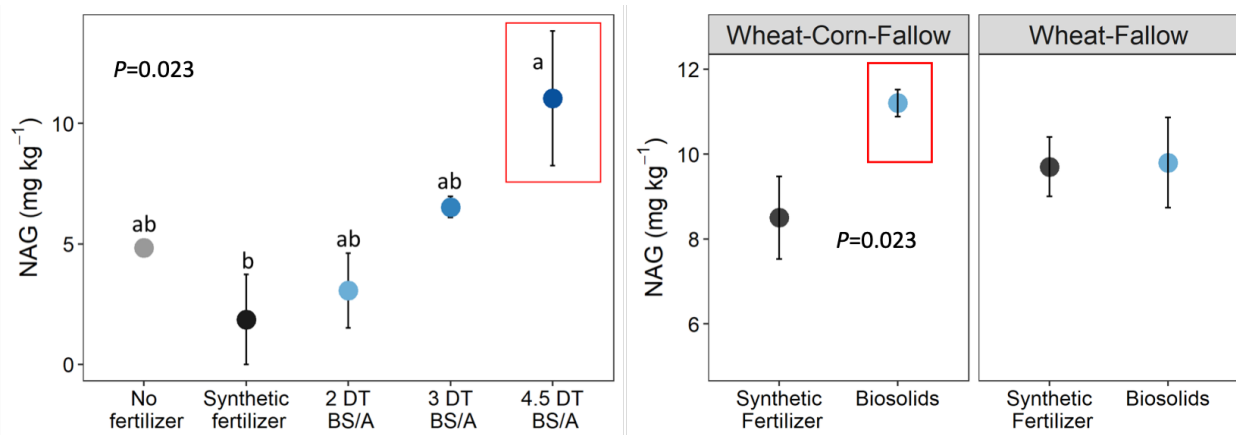 NAG (mg kg⁻¹)
10
5
0
P=0.023
ab
b
ab
ab
a
No
fertilizer
Synthetic
fertilizer
2 DT
BS/A
3 DT
BS/A
4.5 DT
BS/A
Wheat-Corn-Fallow
Wheat-Fallow
NAG (mg kg⁻¹)
12
10
8
6
P=0.023
Synthetic
Fertilizer
Biosolids
Synthetic
Fertilizer
Biosolids